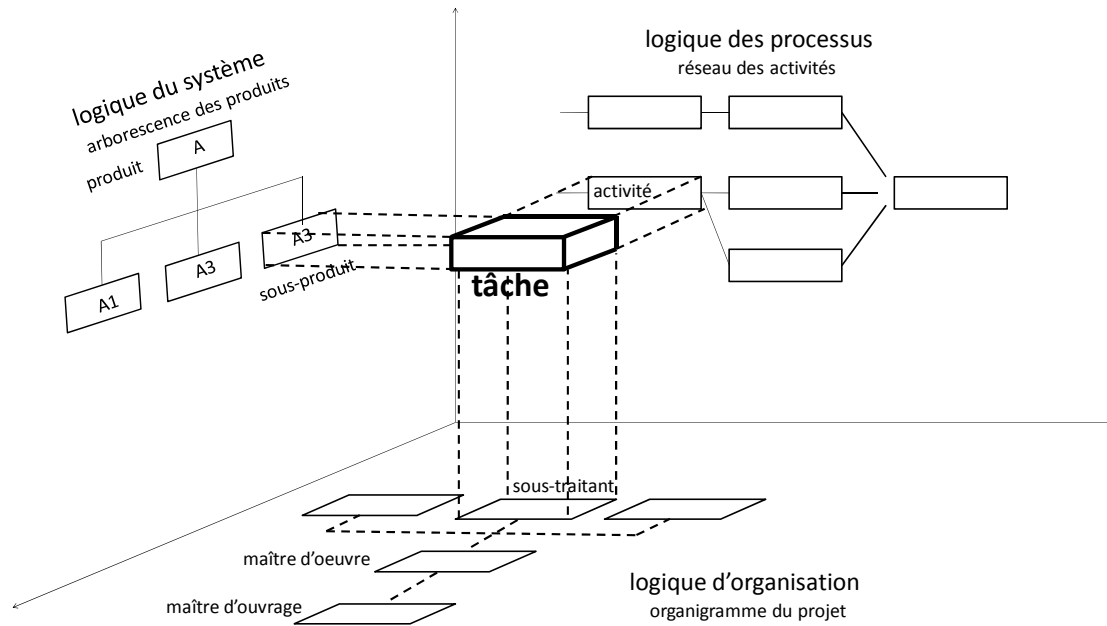 logique des processus
réseau des activités
logique du système
arborescence des produits
produit
A
A1
A3
A3
sous-produit
activité
tâche
sous-traitant
maître d'oeuvre
maître d'ouvrage
logique d'organisation
organigramme du projet